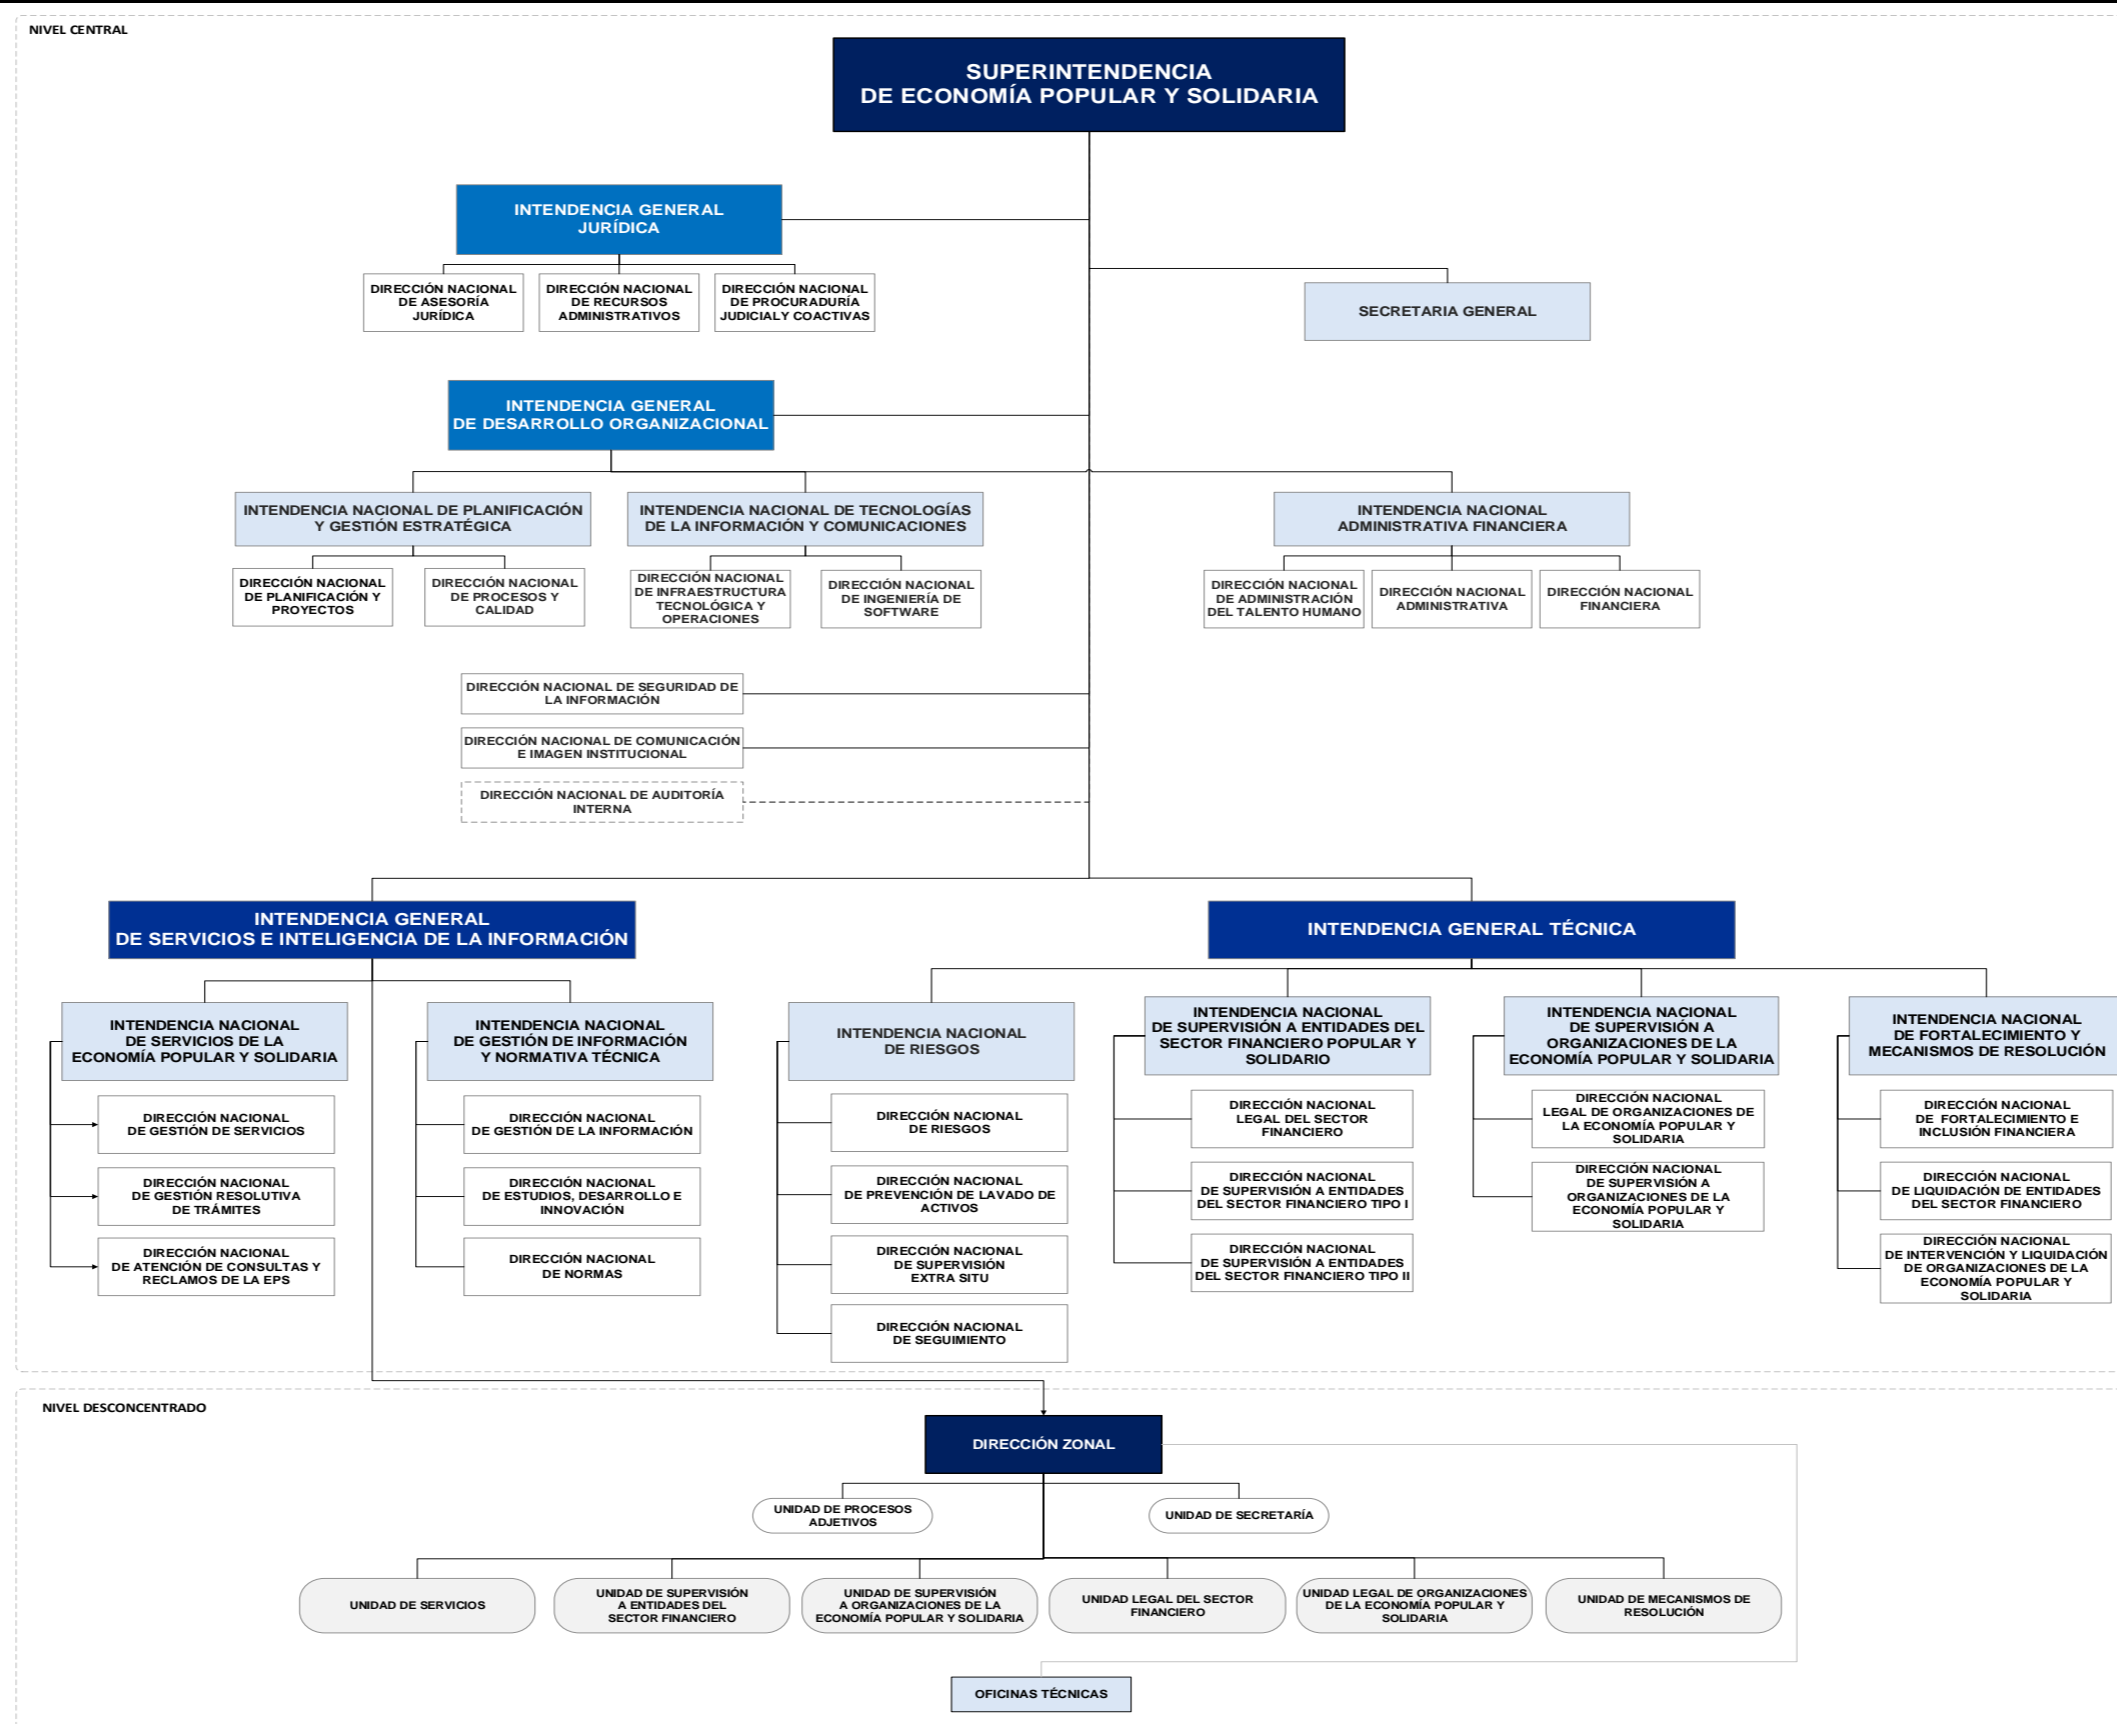 NIVEL CENTRAL
SUPERINTENDENCIA
DE ECONOMÍA POPULAR Y SOLIDARIA
INTENDENCIA GENERAL
JURÍDICA
DIRECCIÓN NACIONAL
DE ASESORÍA
JURÍDICA
DIRECCIÓN NACIONAL
DE RECURSOS
ADMINISTRATIVOS
DIRECCIÓN NACIONAL
DE PROCURADURÍA
JUDICIALY COACTIVAS
SECRETARIA GENERAL
INTENDENCIA GENERAL
DE DESARROLLO ORGANIZACIONAL
INTENDENCIA NACIONAL DE PLANIFICACIÓN
Y GESTIÓN ESTRATÉGICA
INTENDENCIA NACIONAL DE TECNOLOGÍAS
DE LA INFORMACIÓN Y COMUNICACIONES
INTENDENCIA NACIONAL
ADMINISTRATIVA FINANCIERA
DIRECCIÓN NACIONAL
DE PLANIFICACIÓN Y
PROYECTOS
DIRECCIÓN NACIONAL
DE PROCESOS Y
CALIDAD
DIRECCIÓN NACIONAL
DE INFRAESTRUCTURA
TECNOLÓGICA Y
OPERACIONES
DIRECCIÓN NACIONAL
DE INGENIERÍA DE
SOFTWARE
DIRECCIÓN NACIONAL
DE ADMINISTRACIÓN
DEL TALENTO HUMANO
DIRECCIÓN NACIONAL
ADMINISTRATIVA
DIRECCIÓN NACIONAL
FINANCIERA
DIRECCIÓN NACIONAL DE SEGURIDAD DE
LA INFORMACIÓN
DIRECCIÓN NACIONAL DE COMUNICACIÓN
E IMAGEN INSTITUCIONAL
DIRECCIÓN NACIONAL DE AUDITORÍA
INTERNA
INTENDENCIA GENERAL
DE SERVICIOS E INTELIGENCIA DE LA INFORMACIÓN
INTENDENCIA GENERAL TÉCNICA
INTENDENCIA NACIONAL
DE SERVICIOS DE LA
ECONOMÍA POPULAR Y SOLIDARIA
DIRECCIÓN NACIONAL
DE GESTIÓN DE SERVICIOS
DIRECCIÓN NACIONAL
DE GESTIÓN RESOLUTIVA
DE TRÁMITES
DIRECCIÓN NACIONAL
DE ATENCIÓN DE CONSULTAS Y
RECLAMOS DE LA EPS
INTENDENCIA NACIONAL
DE GESTIÓN DE INFORMACIÓN
Y NORMATIVA TÉCNICA
DIRECCIÓN NACIONAL
DE GESTIÓN DE LA INFORMACIÓN
DIRECCIÓN NACIONAL
DE ESTUDIOS, DESARROLLO E
INNOVACIÓN
DIRECCIÓN NACIONAL
DE NORMAS
INTENDENCIA NACIONAL
DE RIESGOS
DIRECCIÓN NACIONAL
DE RIESGOS
DIRECCIÓN NACIONAL
DE PREVENCIÓN DE LAVADO DE
ACTIVOS
DIRECCIÓN NACIONAL
DE SUPERVISIÓN
EXTRA SITU
DIRECCIÓN NACIONAL
DE SEGUIMIENTO
INTENDENCIA NACIONAL
DE SUPERVISIÓN A ENTIDADES DEL
SECTOR FINANCIERO POPULAR Y
SOLIDARIO
DIRECCIÓN NACIONAL
LEGAL DEL SECTOR
FINANCIERO
DIRECCIÓN NACIONAL
DE SUPERVISIÓN A ENTIDADES
DEL SECTOR FINANCIERO TIPO I
DIRECCIÓN NACIONAL
DE SUPERVISIÓN A ENTIDADES
DEL SECTOR FINANCIERO TIPO II
INTENDENCIA NACIONAL
DE SUPERVISIÓN A
ORGANIZACIONES DE LA
ECONOMÍA POPULAR Y SOLIDARIA
DIRECCIÓN NACIONAL
LEGAL DE ORGANIZACIONES DE
LA ECONOMÍA POPULAR Y
SOLIDARIA
DIRECCIÓN NACIONAL
DE SUPERVISIÓN A
ORGANIZACIONES DE LA
ECONOMÍA POPULAR Y
SOLIDARIA
INTENDENCIA NACIONAL
DE FORTALECIMIENTO Y
MECANISMOS DE RESOLUCIÓN
DIRECCIÓN NACIONAL
DE FORTALECIMIENTO E
INCLUSIÓN FINANCIERA
DIRECCIÓN NACIONAL
DE LIQUIDACIÓN DE ENTIDADES
DEL SECTOR FINANCIERO
DIRECCIÓN NACIONAL
DE INTERVENCIÓN Y LIQUIDACIÓN
DE ORGANIZACIONES DE LA
ECONOMÍA POPULAR Y
SOLIDARIA
NIVEL DESCONCENTRADO
DIRECCIÓN ZONAL
UNIDAD DE PROCESOS
ADJETIVOS
UNIDAD DE SECRETARÍA
UNIDAD DE SERVICIOS
UNIDAD DE SUPERVISIÓN
A ENTIDADES DEL
SECTOR FINANCIERO
UNIDAD DE SUPERVISIÓN
A ORGANIZACIONES DE LA
ECONOMÍA POPULAR Y SOLIDARIA
UNIDAD LEGAL DEL SECTOR
FINANCIERO
UNIDAD LEGAL DE ORGANIZACIONES
DE LA ECONOMÍA POPULAR Y
SOLIDARIA
UNIDAD DE MECANISMOS DE
RESOLUCIÓN
OFICINAS TÉCNICAS